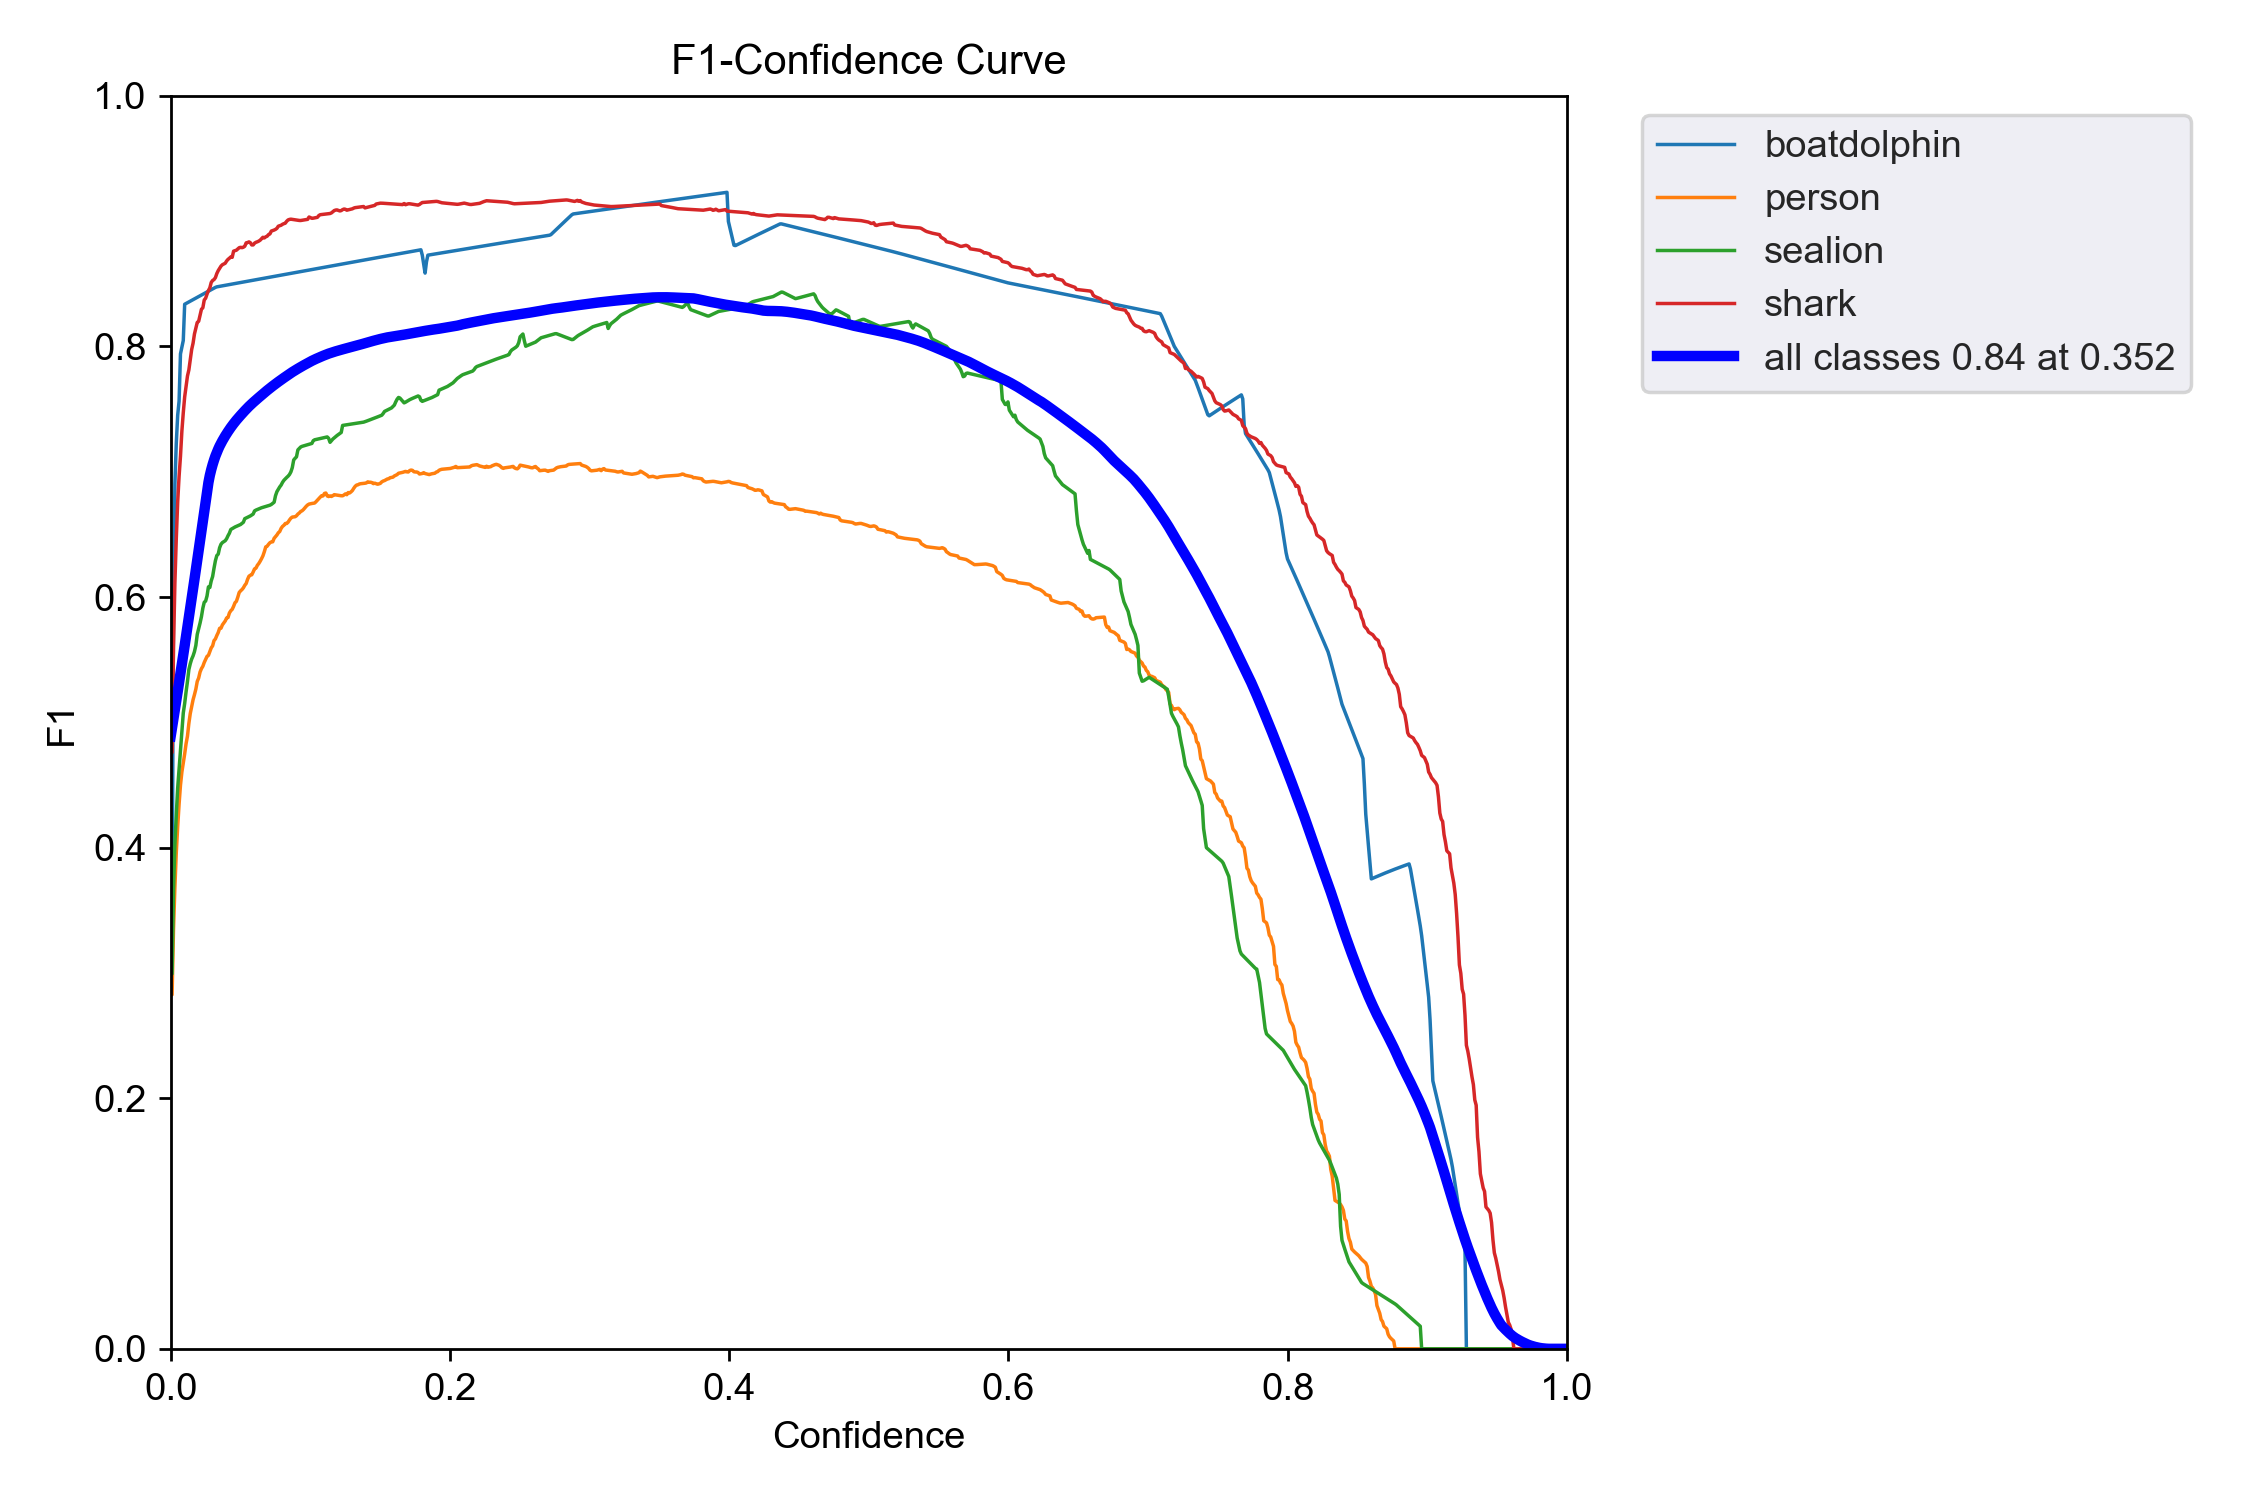 F1-Confidence Curve
1.0
0.8
0.6
0.4
0.2
0.0
F1
0.0 0.2 0.4 0.6 0.8 1.0
Confidence
boatdolphin
person
sealion
shark
all classes 0.84 at 0.352